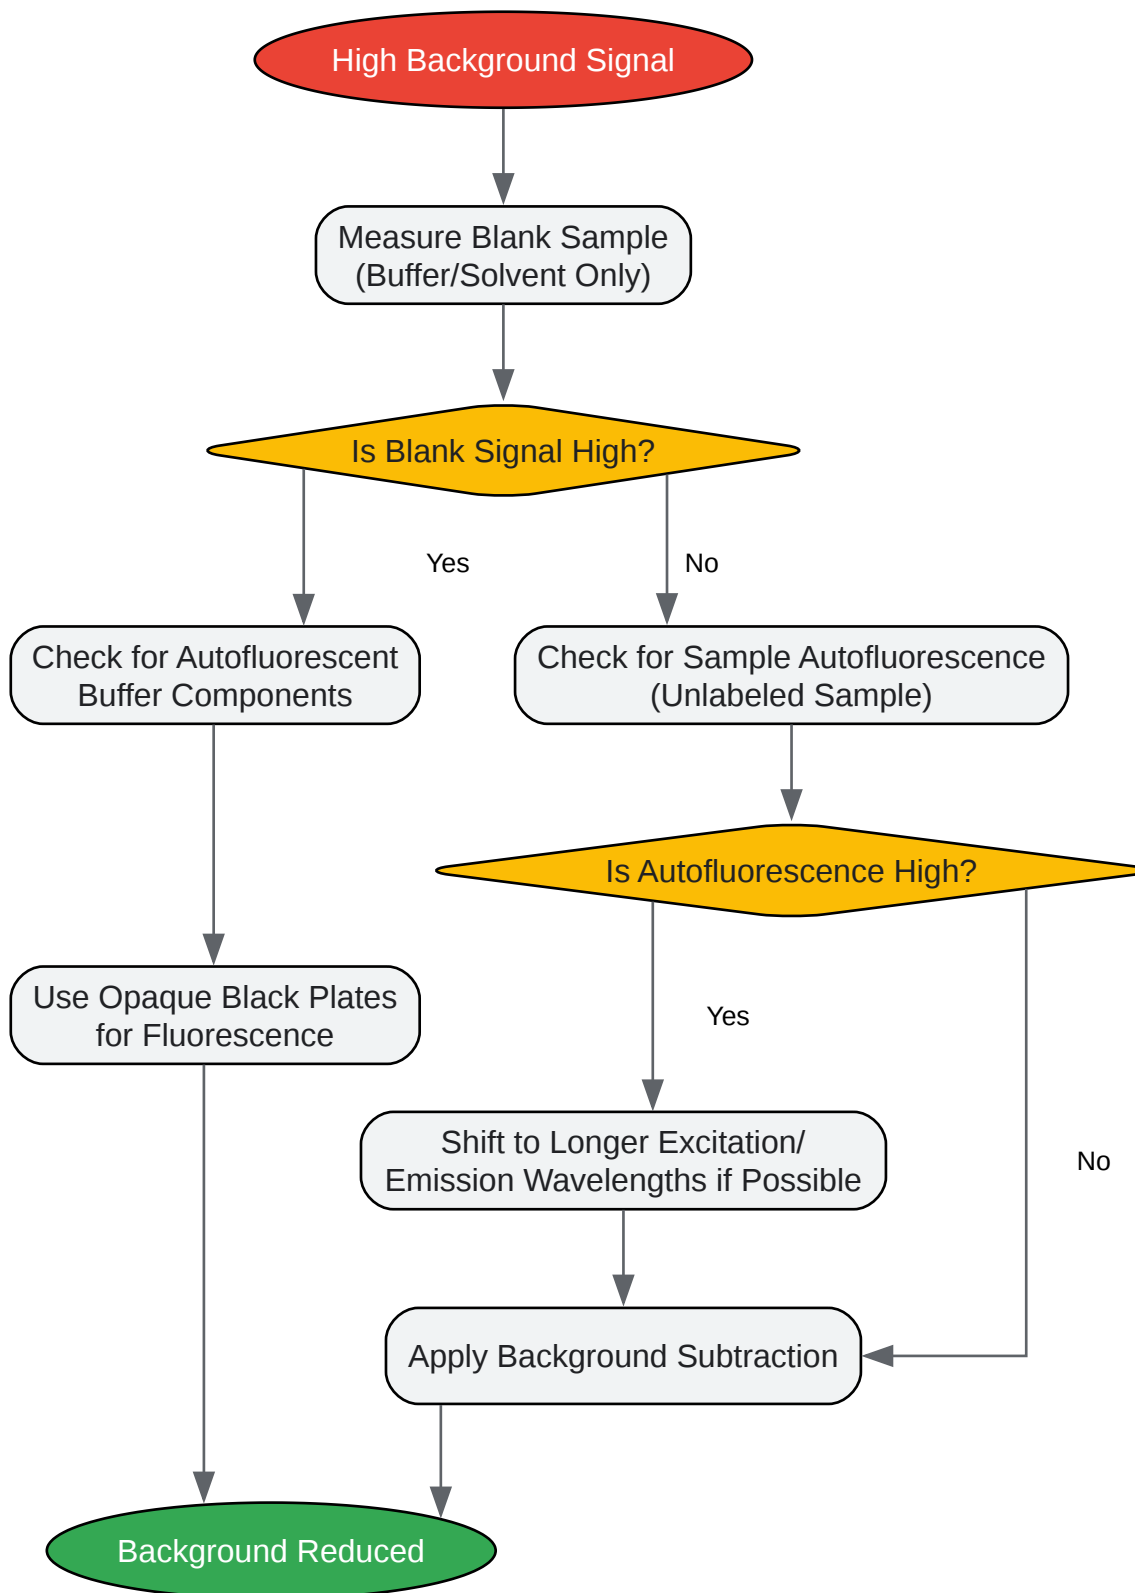 High Background Signal
Measure Blank Sample
(Buffer/Solvent Only)
Is Blank Signal High?
Yes
No
Check for Autofluorescent
Buffer Components
Check for Sample Autofluorescence
(Unlabeled Sample)
Is Autofluorescence High?
Use Opaque Black Plates
for Fluorescence
Yes
Shift to Longer Excitation/
Emission Wavelengths if Possible
No
Apply Background Subtraction
Background Reduced